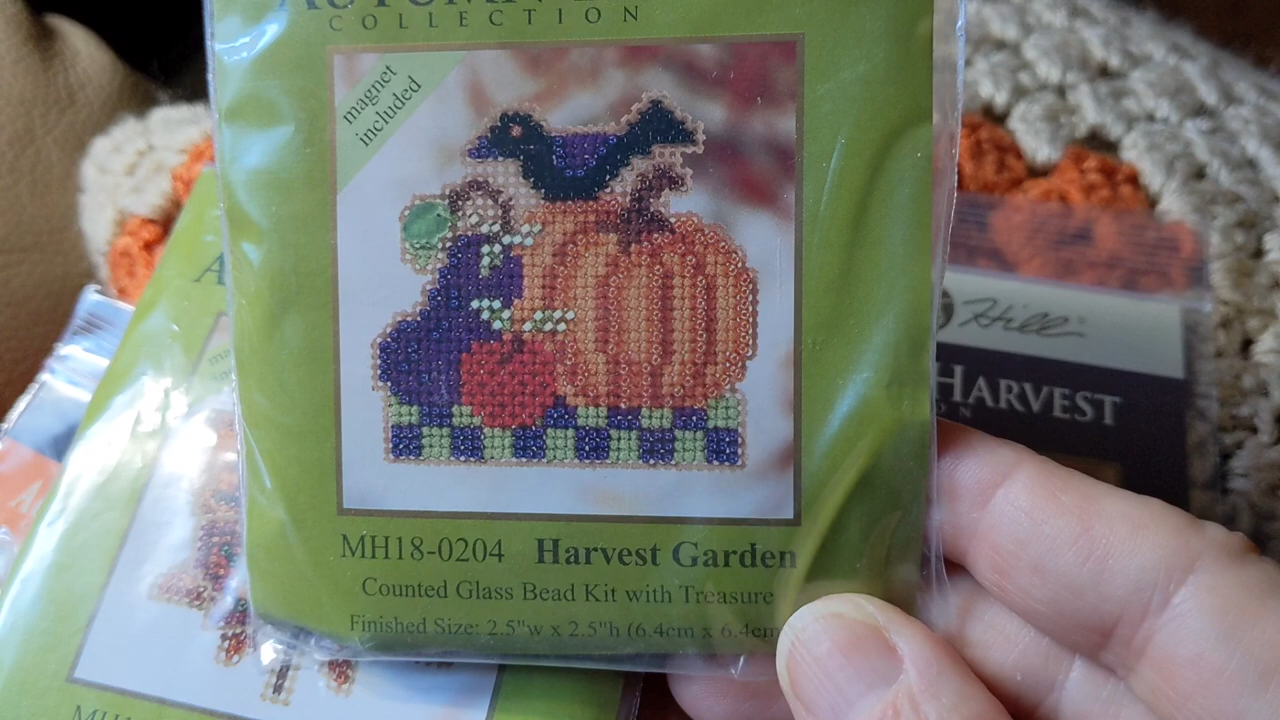 COLLECTION
magnet
included
MH18-0204 Harvest Garden
Counted Glass Bead Kit with Treasure
Finished Size: 2.5"w x 2.5"h (6.4cm x 6.4cm
Hill®
HARVEST